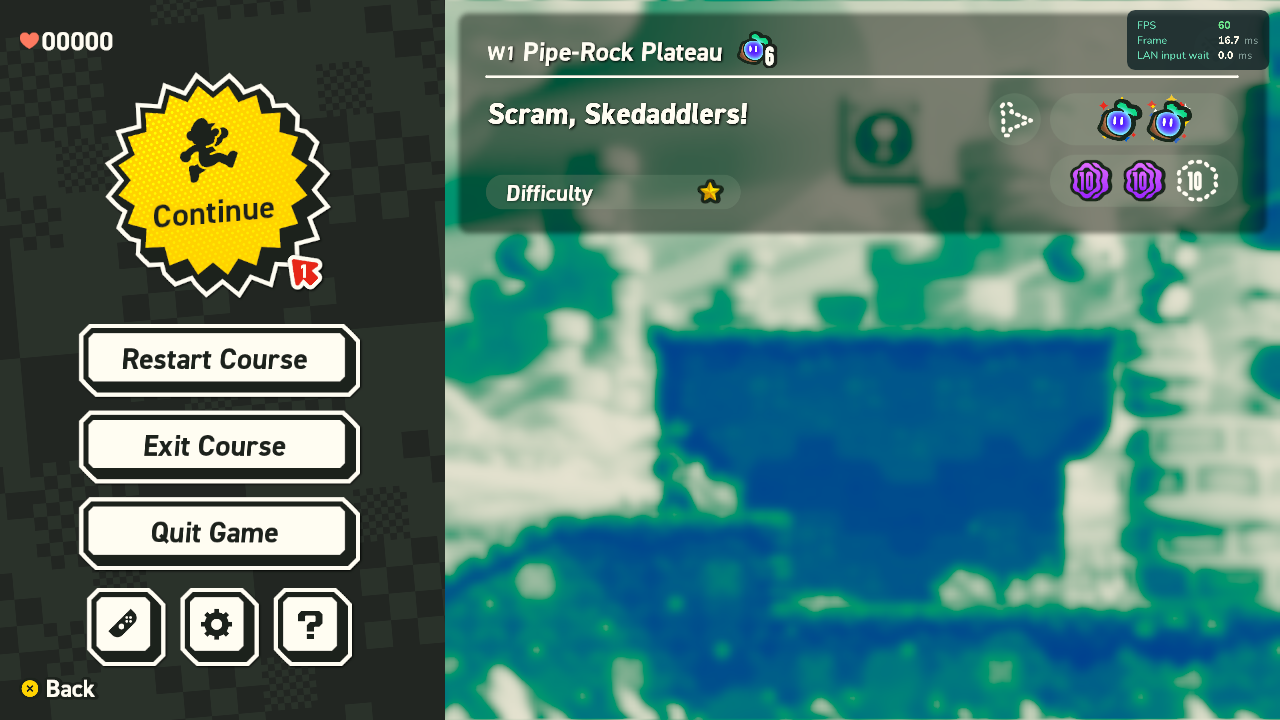 00000
Continue
1
Restart Course
Exit Course
Quit Game
?
Back
W1 Pipe-Rock Plateau 6
Scram, Skedaddlers!
Difficulty
10 10 10
FPS 60
Frame 16.7 ms
LAN input wait 0.0 ms